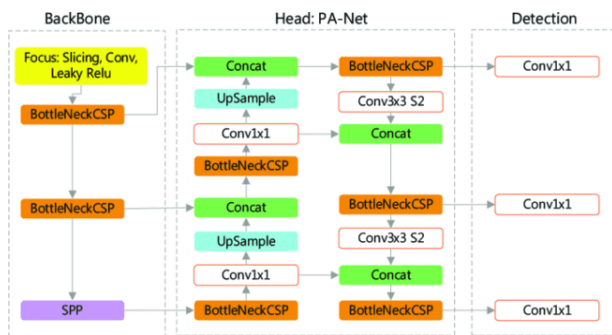 BackBone
Focus: Slicing, Conv,
Leaky Relu
BottleNeckCSP
BottleNeckCSP
SPP
Head: PA-Net
Concat
UpSample
Conv1x1
BottleNeckCSP
Concat
UpSample
Conv1x1
BottleNeckCSP
BottleNeckCSP
Conv3x3 S2
Concat
BottleNeckCSP
Conv3x3 S2
Concat
BottleNeckCSP
Detection
Conv1x1
Conv1x1
Conv1x1